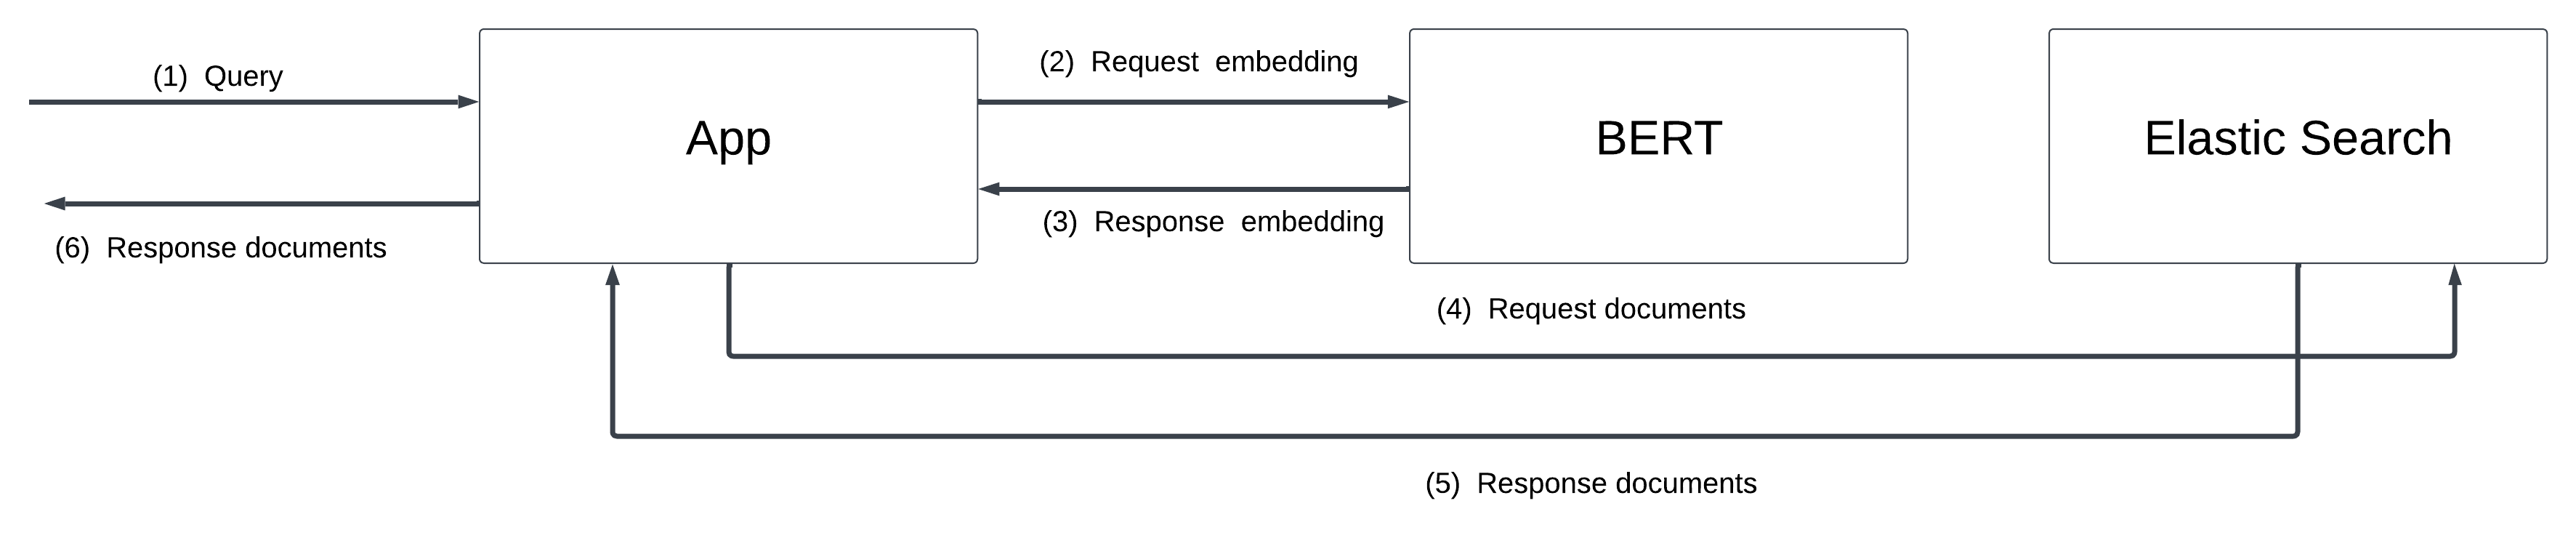 (1) Query
App
(2) Request embedding
BERT
Elastic Search
(3) Response embedding
(6) Response documents
(4) Request documents
(5) Response documents